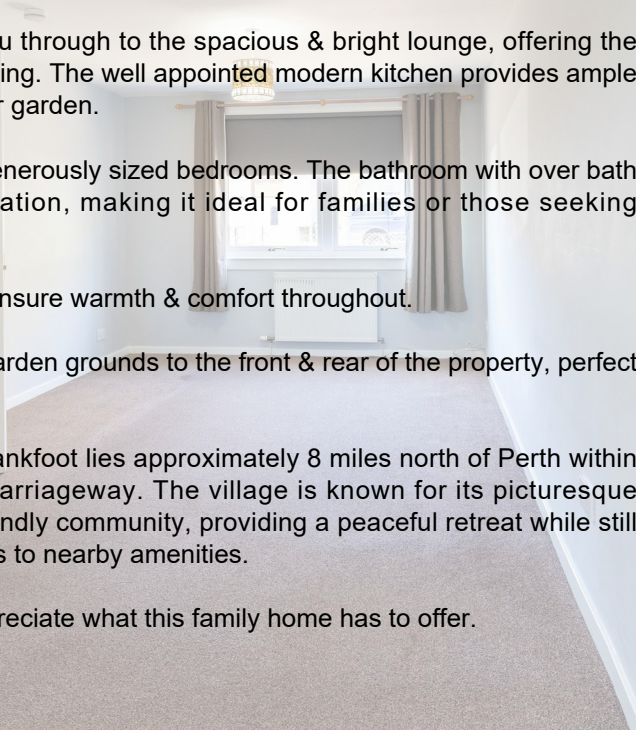 u through to the spacious & bright lounge, offering the
ing. The well appointed modern kitchen provides ample
r garden.
enerously sized bedrooms. The bathroom with over bath
ation, making it ideal for families or those seeking
nsure warmth & comfort throughout.
arden grounds to the front & rear of the property, perfect
ankfoot lies approximately 8 miles north of Perth within
arriageway. The village is known for its picturesque
ndly community, providing a peaceful retreat while still
s to nearby amenities.
reciate what this family home has to offer.